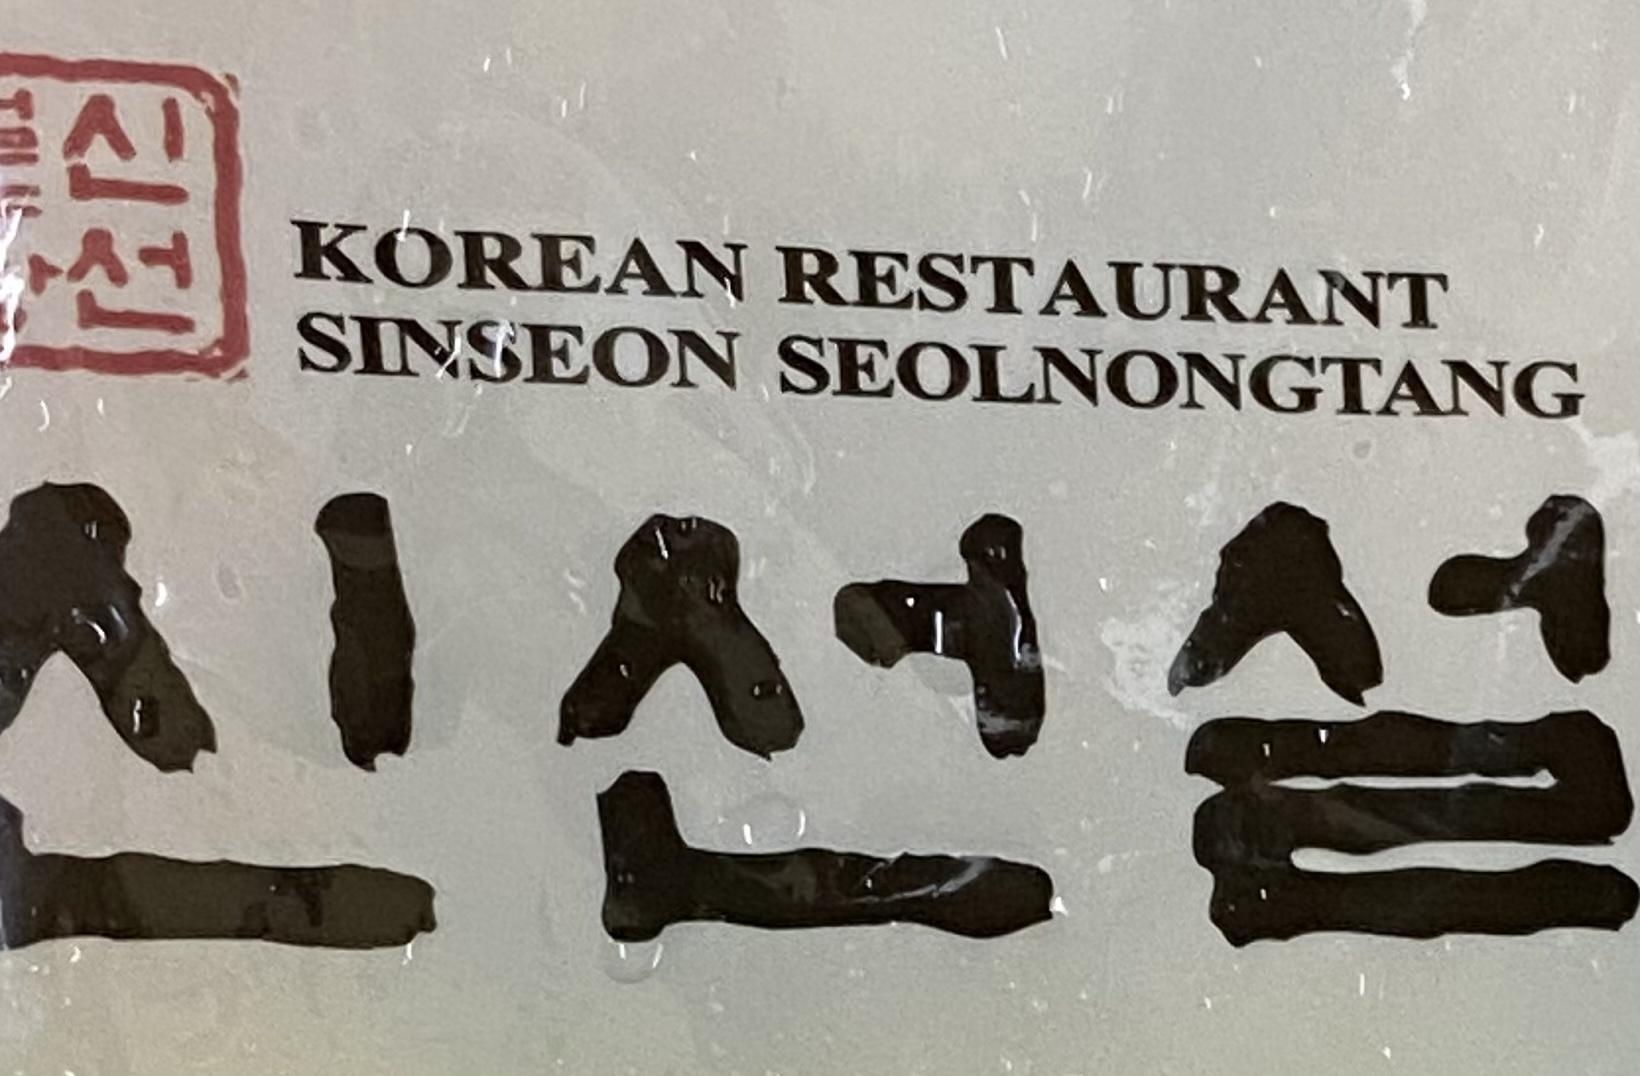 신
선
KOREAN RESTAURANT
SINSEON SEOLNONGTANG
신선설